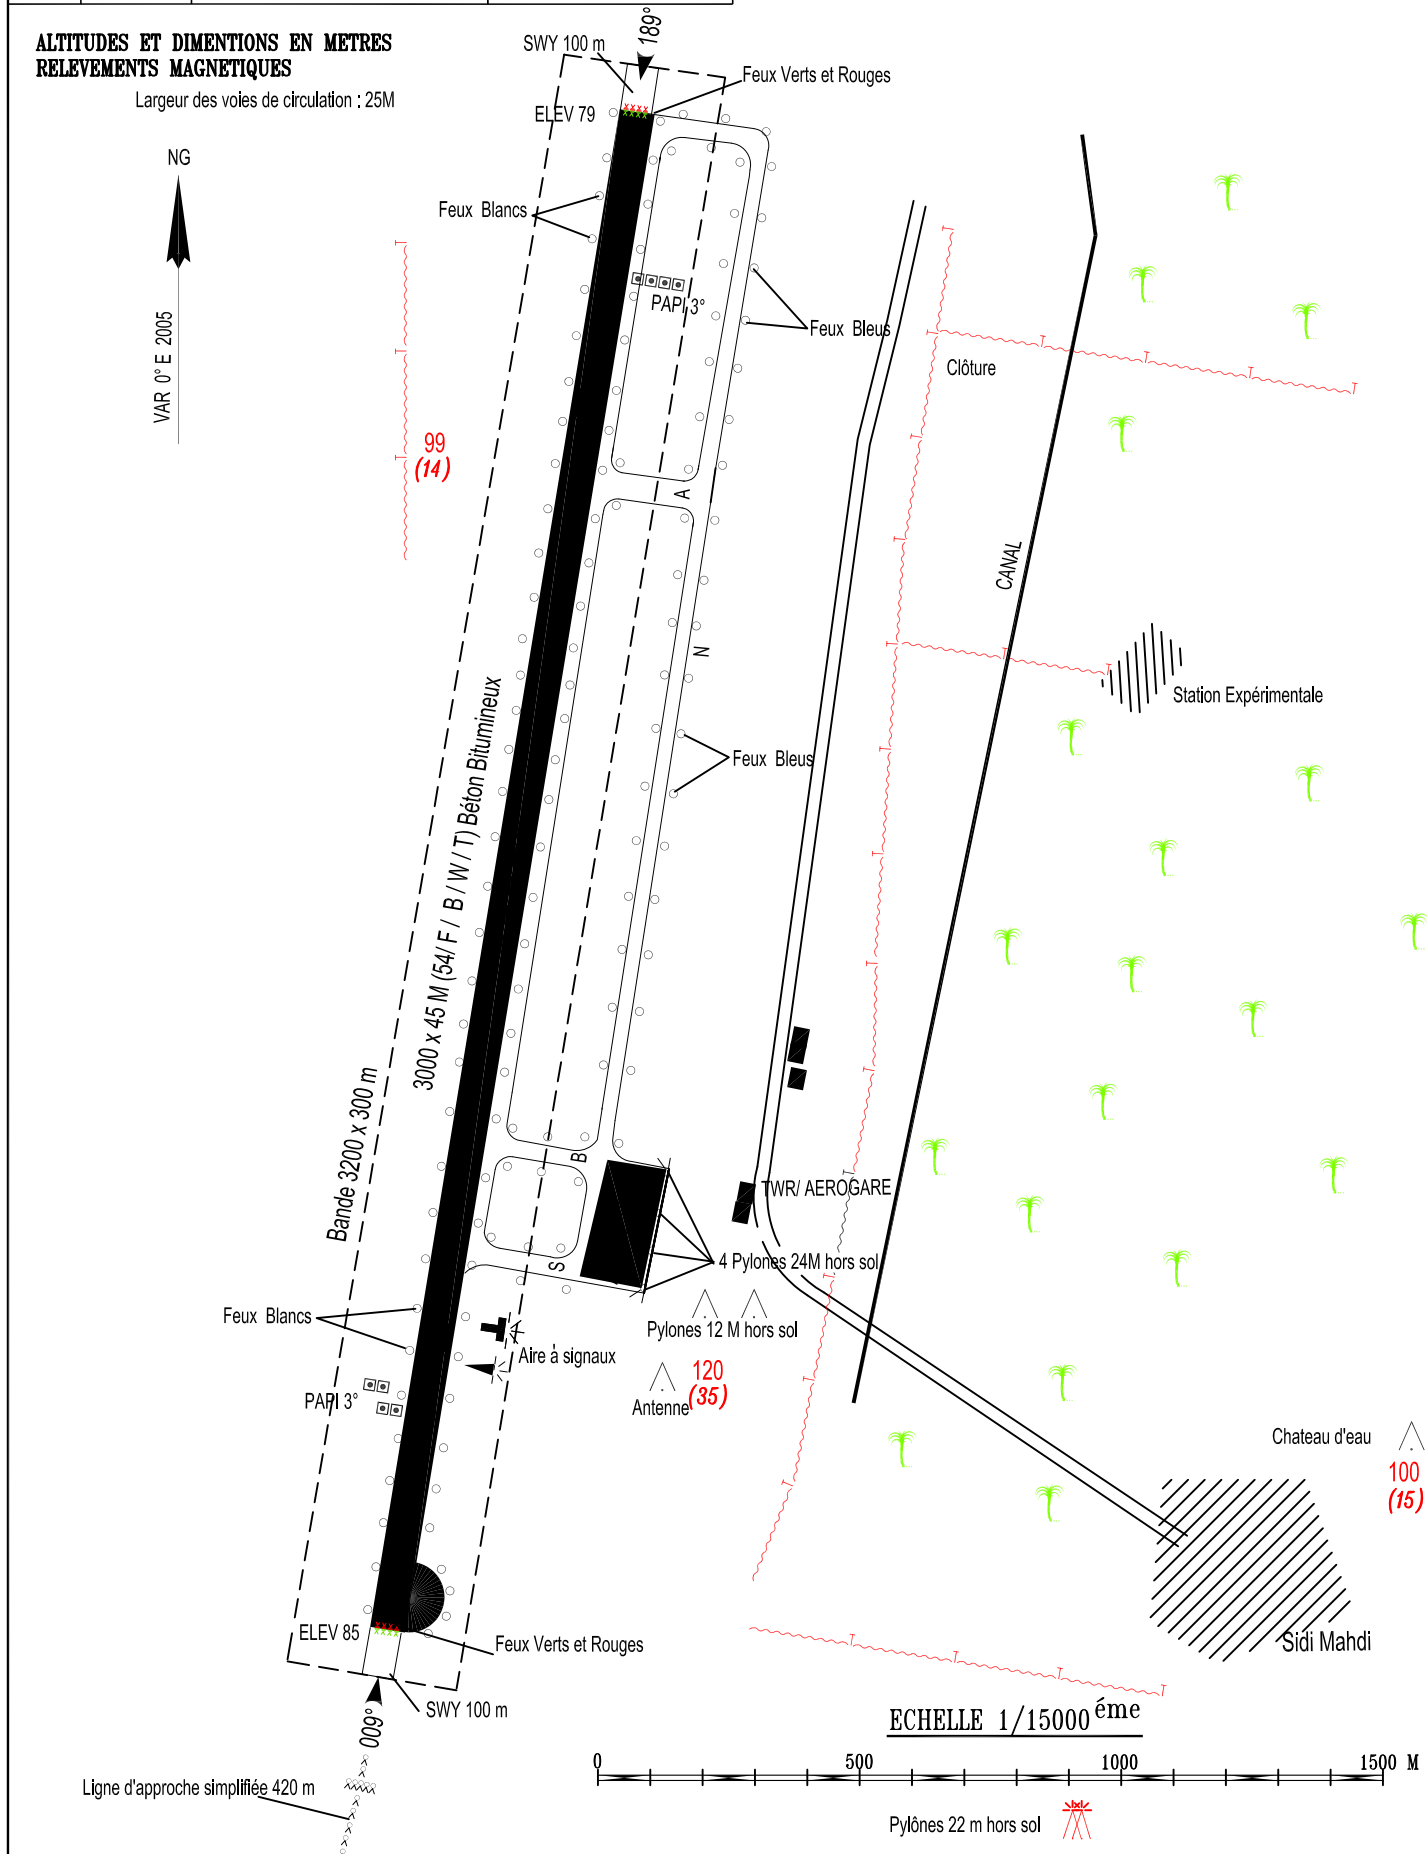 ALTITUDES ET DIMENTIONS EN METRES
RELEVEMENTS MAGNETIQUES
Largeur des voies de circulation : 25M
SWY 100 m
189°
Feux Verts et Rouges
ELEV 79
NG
VAR 0° E 2005
Feux Blancs
PAPI 3°
Feux Bleus
Clôture
99
(14)
A
CANAL
N
Station Expérimentale
3000 x 45 M (54/ F / B / W / T) Béton Bitumineux
Feux Bleus
Bande 3200 x 300 m
B
TWR/ AEROGARE
S
4 Pylones 24M hors sol
Feux Blancs
Pylones 12 M hors sol
Aire à signaux
120
(35)
Antenne
PAPI 3°
Chateau d'eau
100
(15)
ELEV 85
Feux Verts et Rouges
Sidi Mahdi
SWY 100 m
009°
ECHELLE 1/15000 éme
0 500 1000 1500 M
Ligne d'approche simplifiée 420 m
Pylônes 22 m hors sol